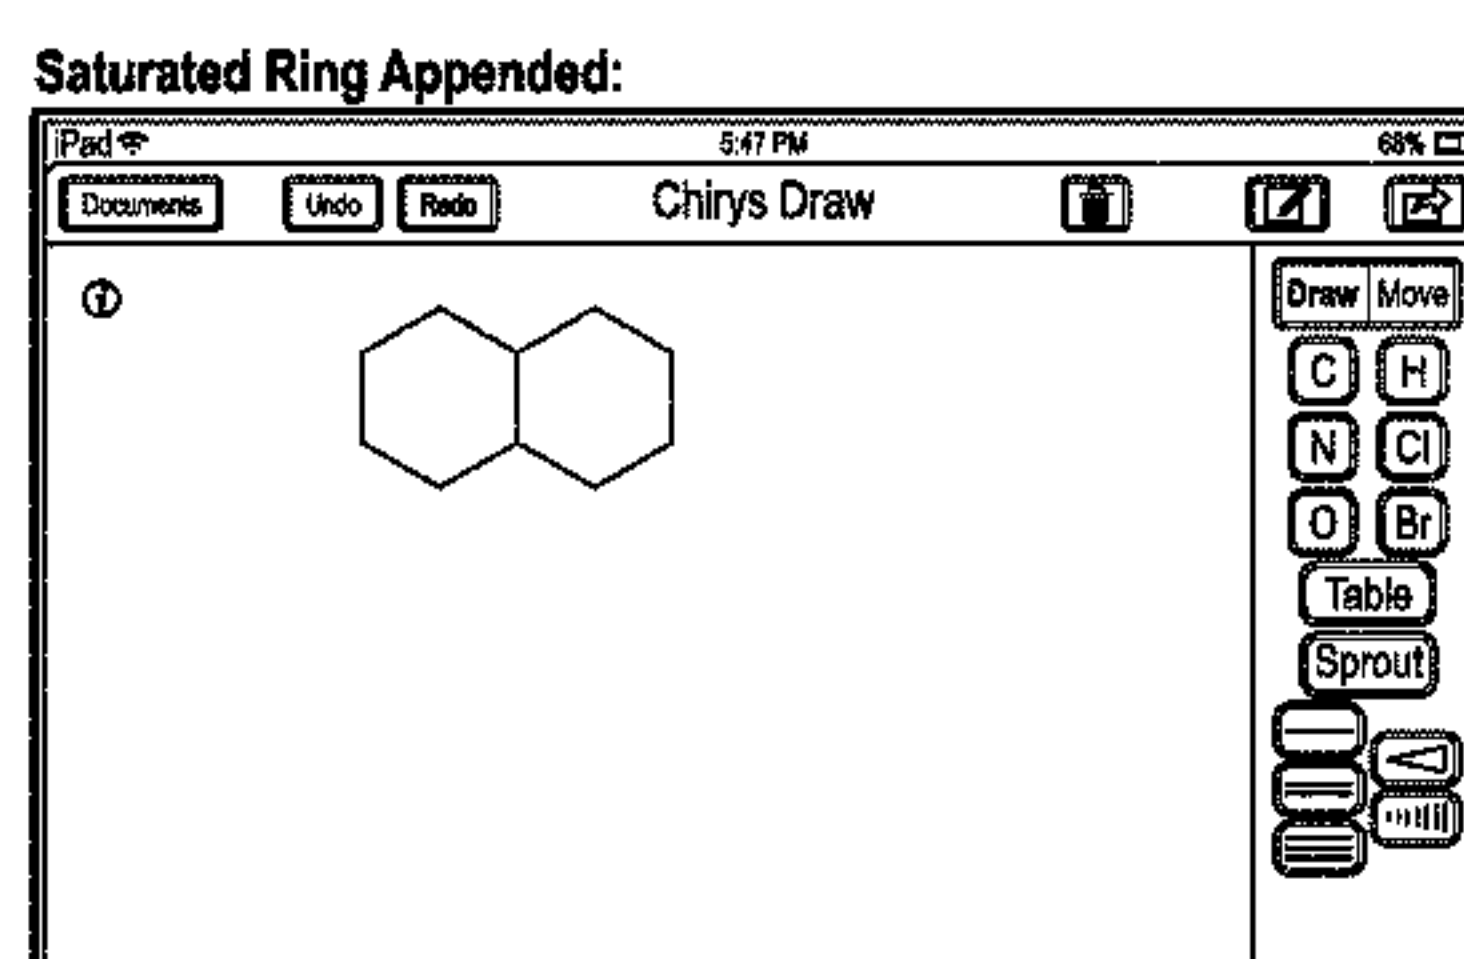 Saturated Ring Appended:
iPad 5:47 PM 68%
Documents Undo Redo Chirys Draw
Draw Move
C H
N Cl
O Br
Table
Sprout